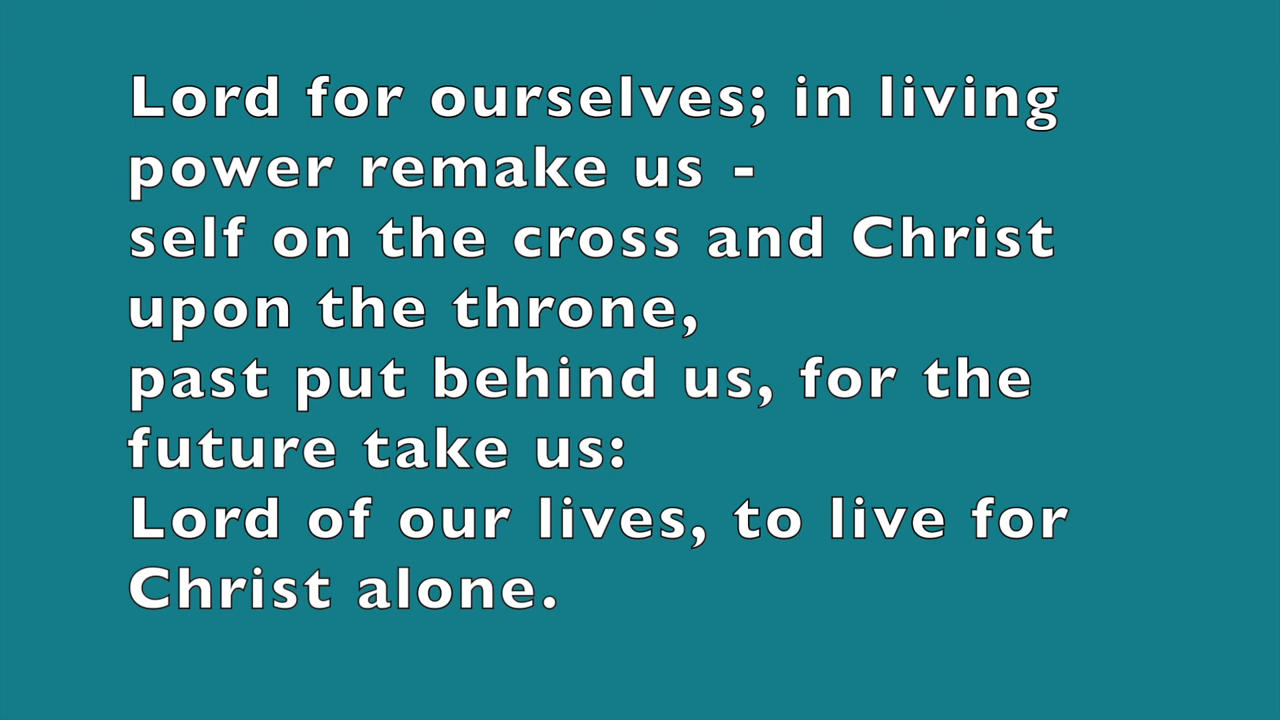 Lord for ourselves; in living
power remake us -
self on the cross and Christ
upon the throne,
past put behind us, for the
future take us:
Lord of our lives, to live for
Christ alone.